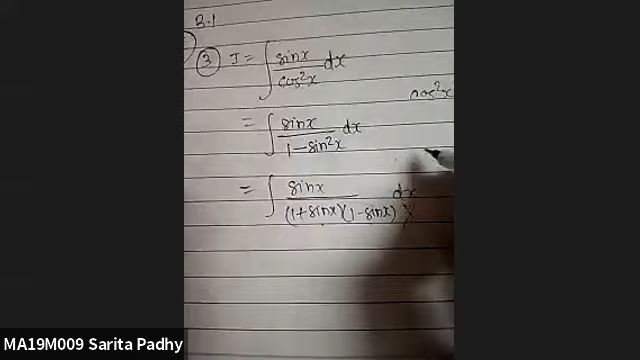 3.1
3 I = ∫ sinx / cos²x dx
cos²x
= ∫ sinx / 1 - sin²x dx
= ∫ sinx / (1+sinx)(1-sinx) dx
MA19M009 Sarita Padhy